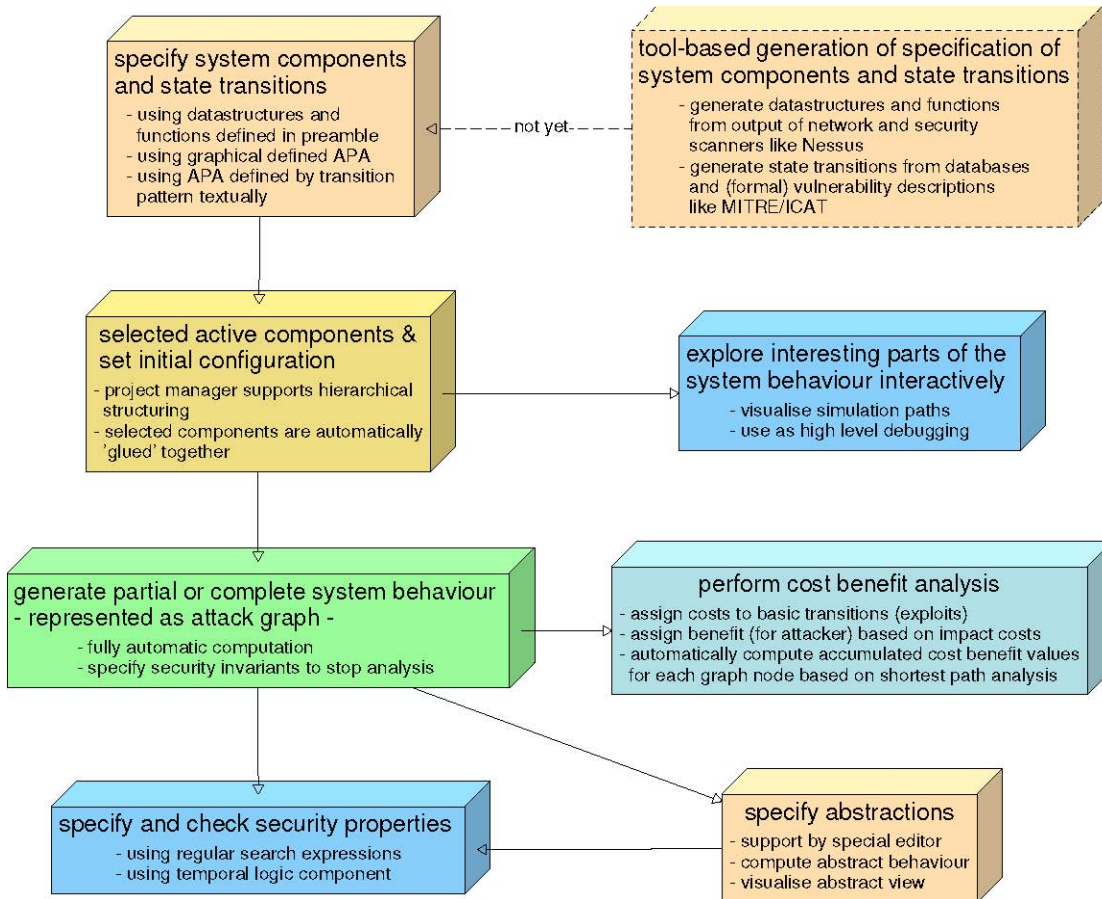 specify system components
and state transitions
- using datastructures and
functions defined in preamble
- using graphical defined APA
- using APA defined by transition
pattern textually
not yet
tool-based generation of specification of
system components and state transitions
- generate datastructures and functions
from output of network and security
scanners like Nessus
- generate state transitions from databases
and (formal) vulnerability descriptions
like MITRE/ICAT
selected active components &
set initial configuration
- project manager supports hierarchical
structuring
- selected components are automatically
'glued' together
explore interesting parts of the
system behaviour interactively
- visualise simulation paths
- use as high level debugging
generate partial or complete system behaviour
- represented as attack graph -
- fully automatic computation
- specify security invariants to stop analysis
perform cost benefit analysis
- assign costs to basic transitions (exploits)
- assign benefit (for attacker) based on impact costs
- automatically compute accumulated cost benefit values
for each graph node based on shortest path analysis
specify and check security properties
- using regular search expressions
- using temporal logic component
specify abstractions
- support by special editor
- compute abstract behaviour
- visualise abstract view